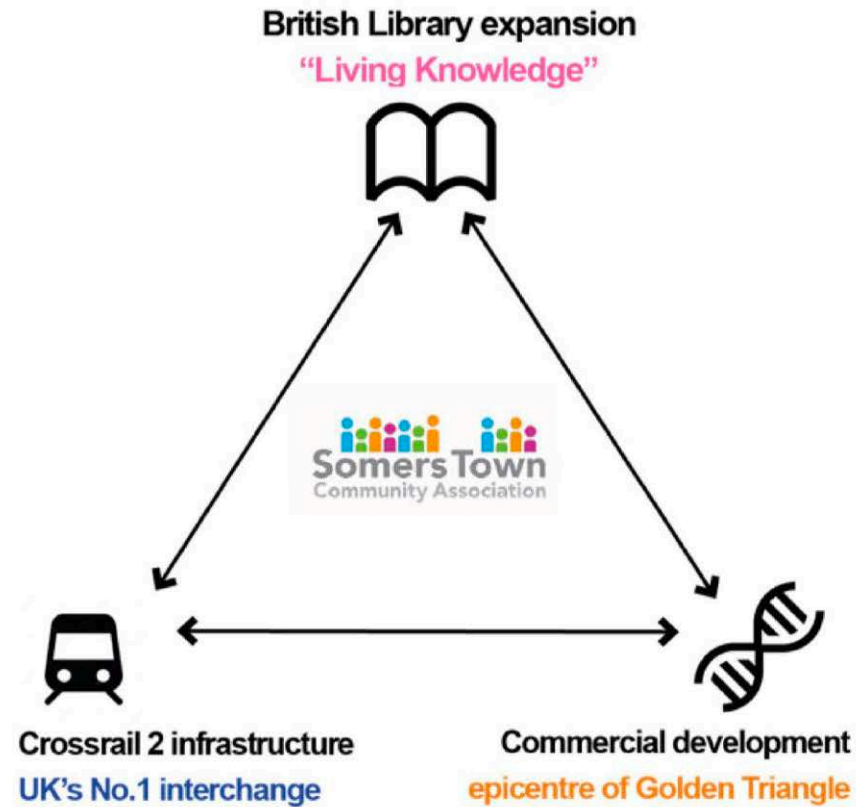 British Library expansion
“Living Knowledge”
Somers Town
Community Association
Crossrail 2 infrastructure
UK's No.1 interchange
Commercial development
epicentre of Golden Triangle